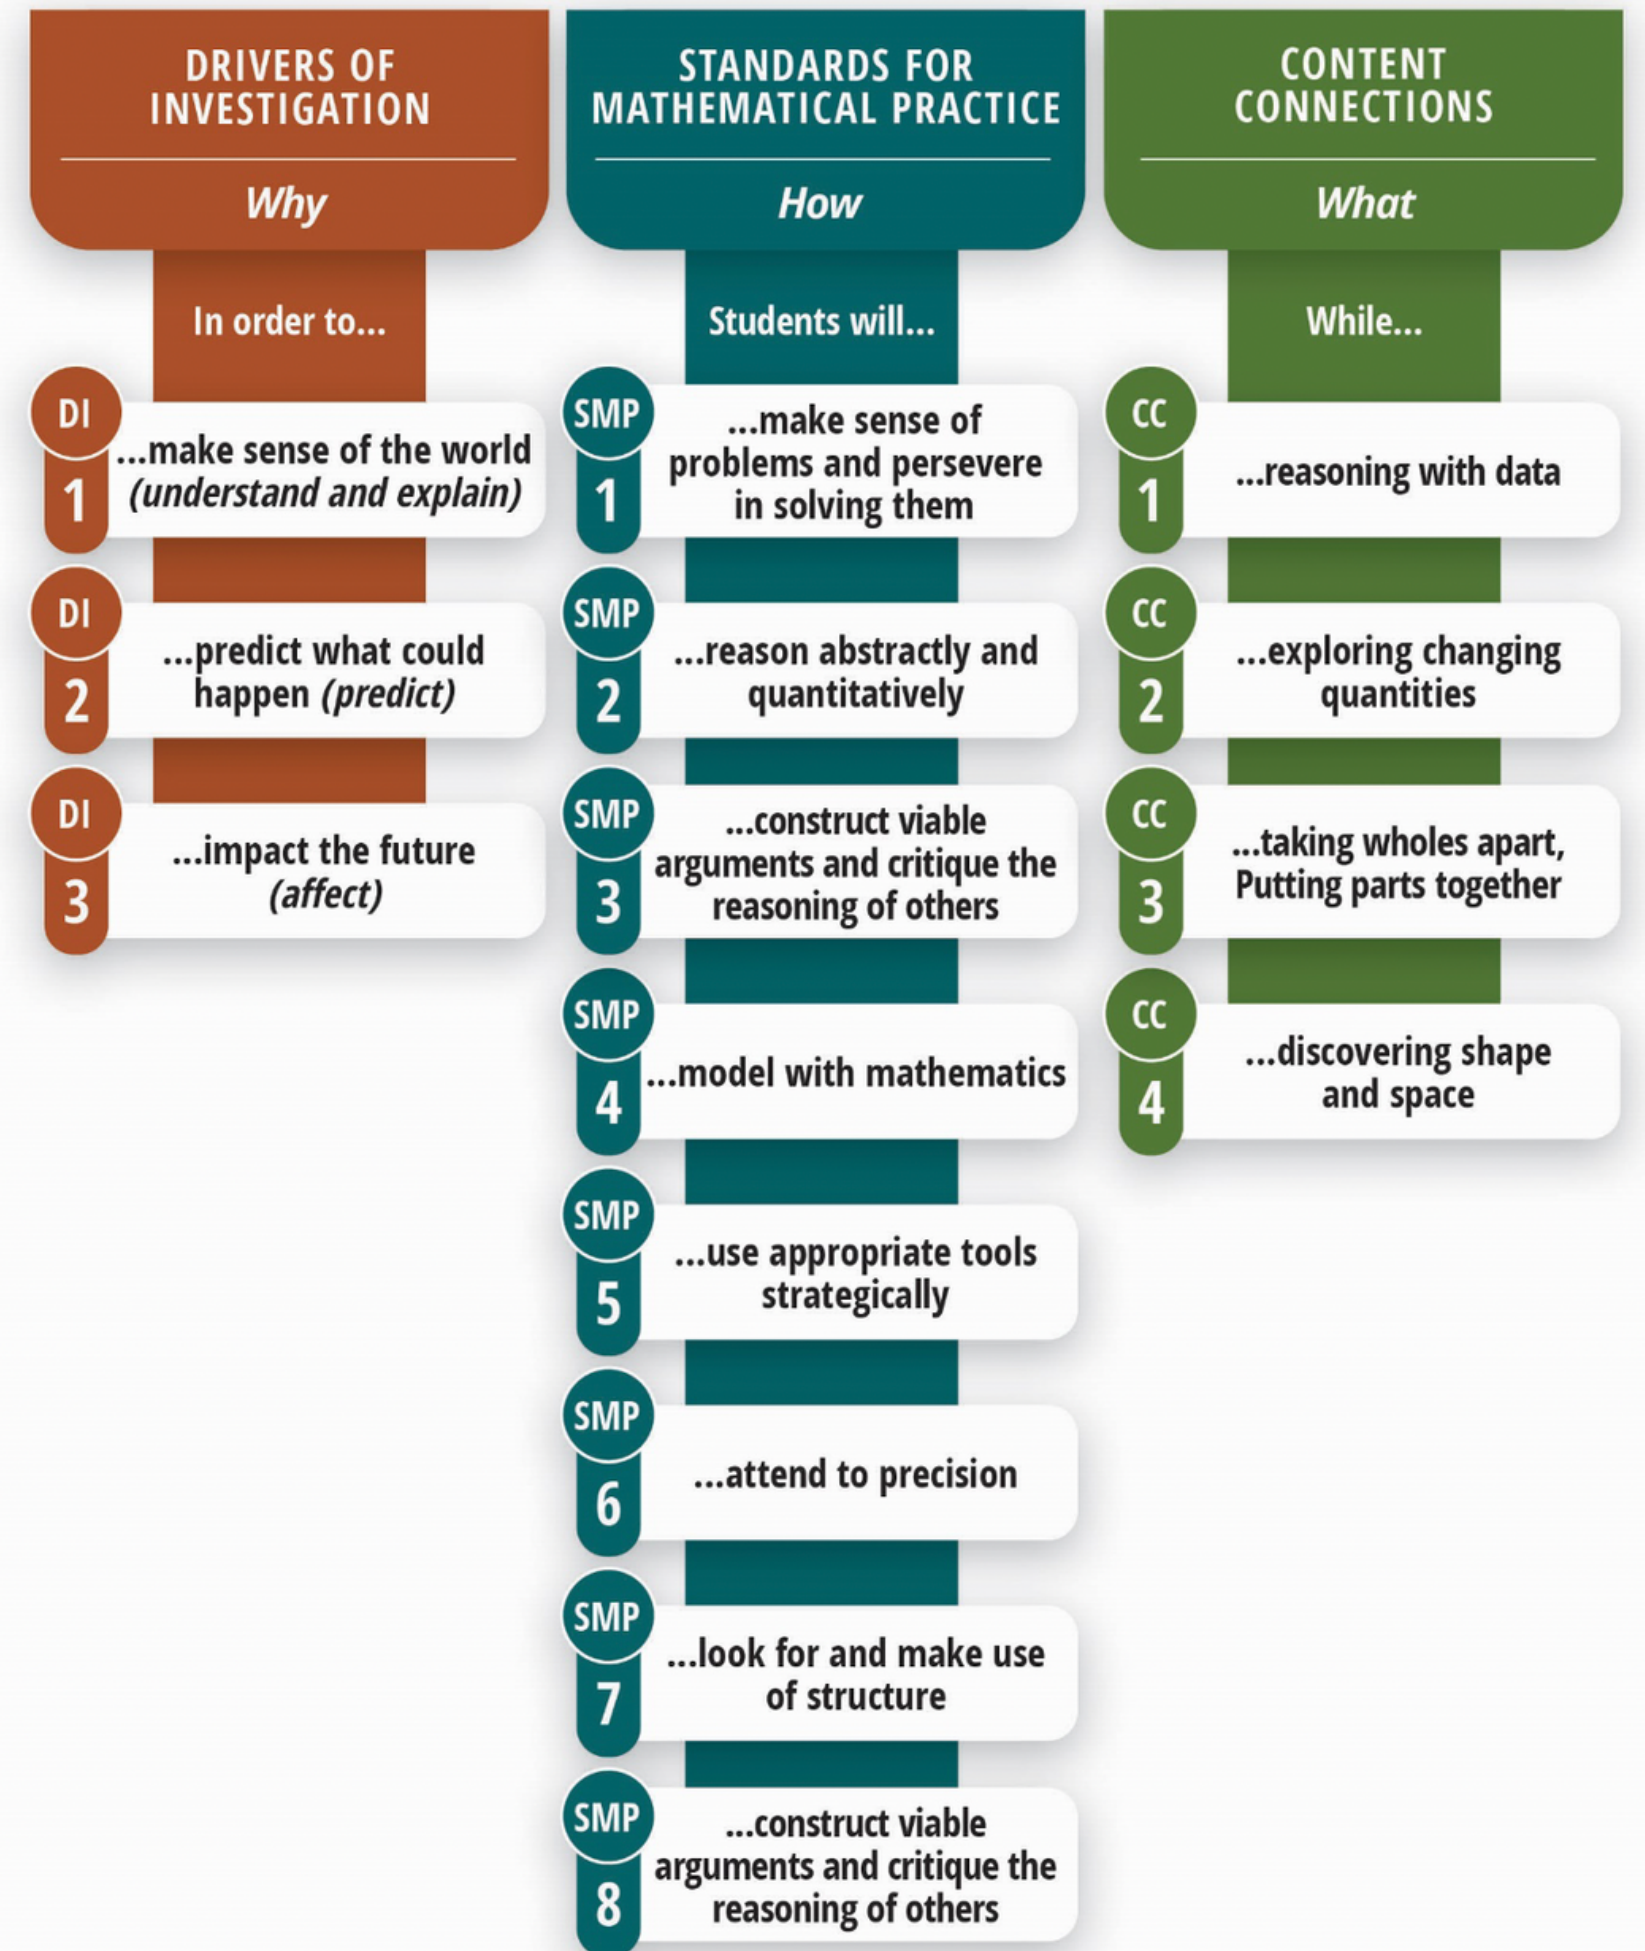 DRIVERS OF
INVESTIGATION
Why
In order to...
DI
1
...make sense of the world
(understand and explain)
DI
2
...predict what could
happen (predict)
DI
3
...impact the future
(affect)
STANDARDS FOR
MATHEMATICAL PRACTICE
How
Students will...
SMP
1
...make sense of
problems and persevere
in solving them
SMP
2
...reason abstractly and
quantitatively
SMP
3
...construct viable
arguments and critique the
reasoning of others
SMP
4
...model with mathematics
SMP
5
...use appropriate tools
strategically
SMP
6
...attend to precision
SMP
7
...look for and make use
of structure
SMP
8
...construct viable
arguments and critique the
reasoning of others
CONTENT
CONNECTIONS
What
While...
CC
1
...reasoning with data
CC
2
...exploring changing
quantities
CC
3
...taking wholes apart,
Putting parts together
CC
4
...discovering shape
and space